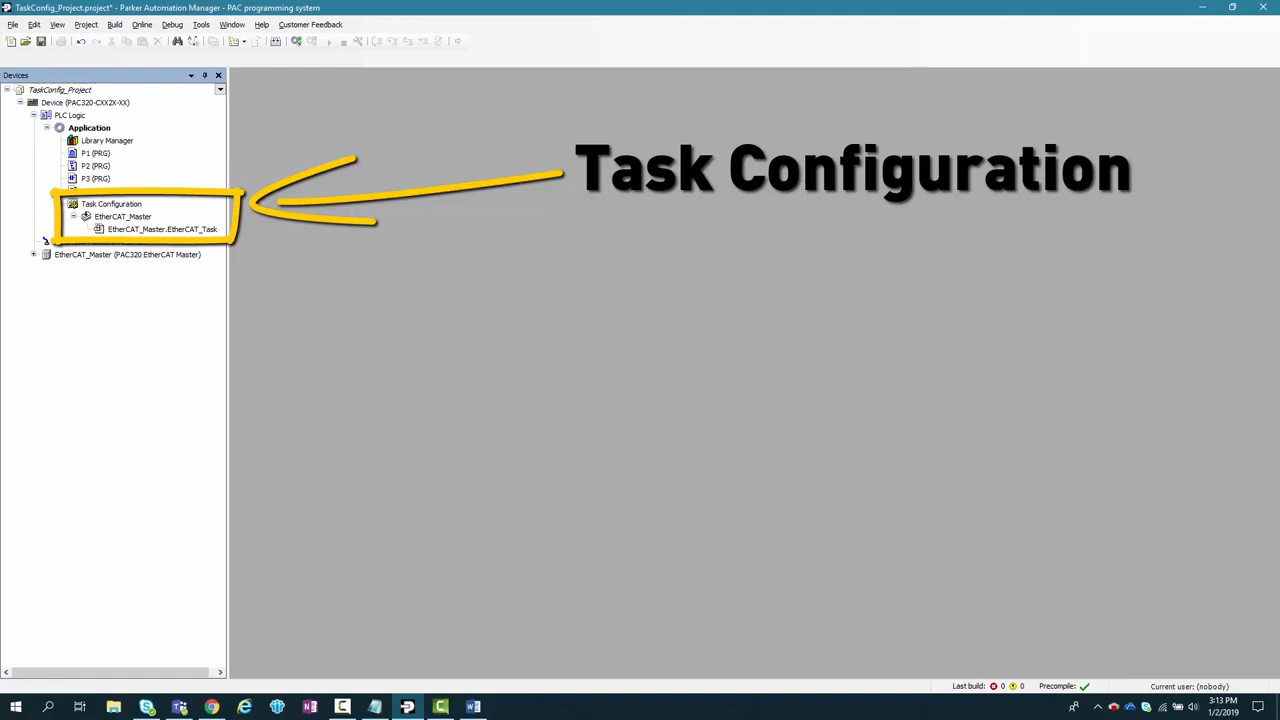 TaskConfig_Project.project* - Parker Automation Manager - PAC programming system
File Edit View Project Build Online Debug Tools Window Help Customer Feedback
Devices
TaskConfig_Project
Device (PAC320-CXX2X-XX)
PLC Logic
Application
Library Manager
P1 (PRG)
P2 (PRG)
P3 (PRG)
Task Configuration
Task Configuration
EtherCAT_Master
EtherCAT_Master.EtherCAT_Task
EtherCAT_Master (PAC320 EtherCAT Master)
Last build: 0 0 Precompile: Current user: (nobody)
3:13 PM
1/2/2019